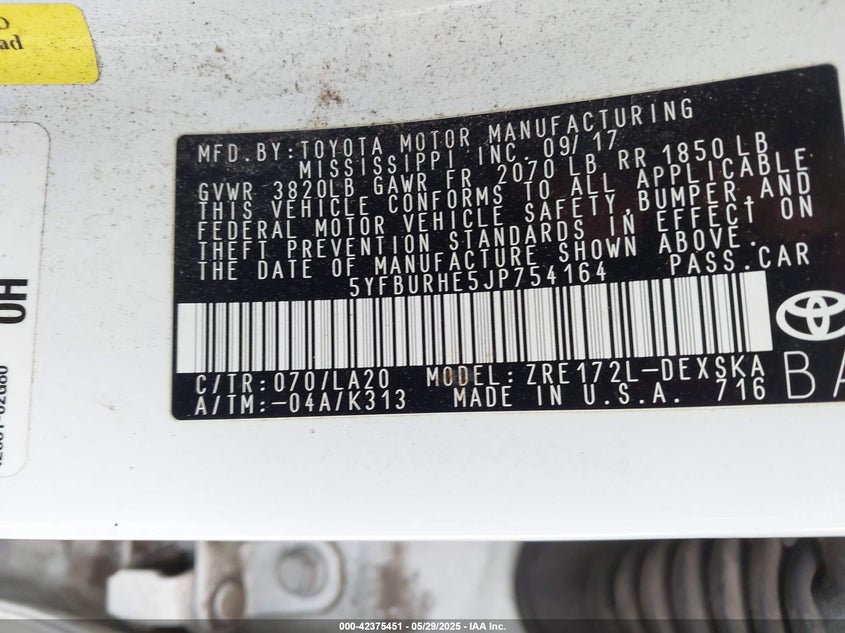 ad
MFD.BY:TOYOTA MOTOR MANUFACTURING
MISSISSIPPI INC. 09/17
GVWR 3820LB GAWR FR 2070 LB RR 1850 LB
THIS VEHICLE CONFORMS TO ALL APPLICABLE
FEDERAL MOTOR VEHICLE SAFETY,BUMPER,AND
THEFT PREVENTION STANDARDS IN EFFECT ON
THE DATE OF MANUFACTURE SHOWN ABOVE.
5YFBURHE5JP754164 PASS.CAR
C/TR:070/LA20 MODEL:ZRE172L-DEXSKA
A/TM:-04A/K313 MADE IN U.S.A. 716
BA
OH
000-42375451 • 05/29/2025 - IAA Inc.